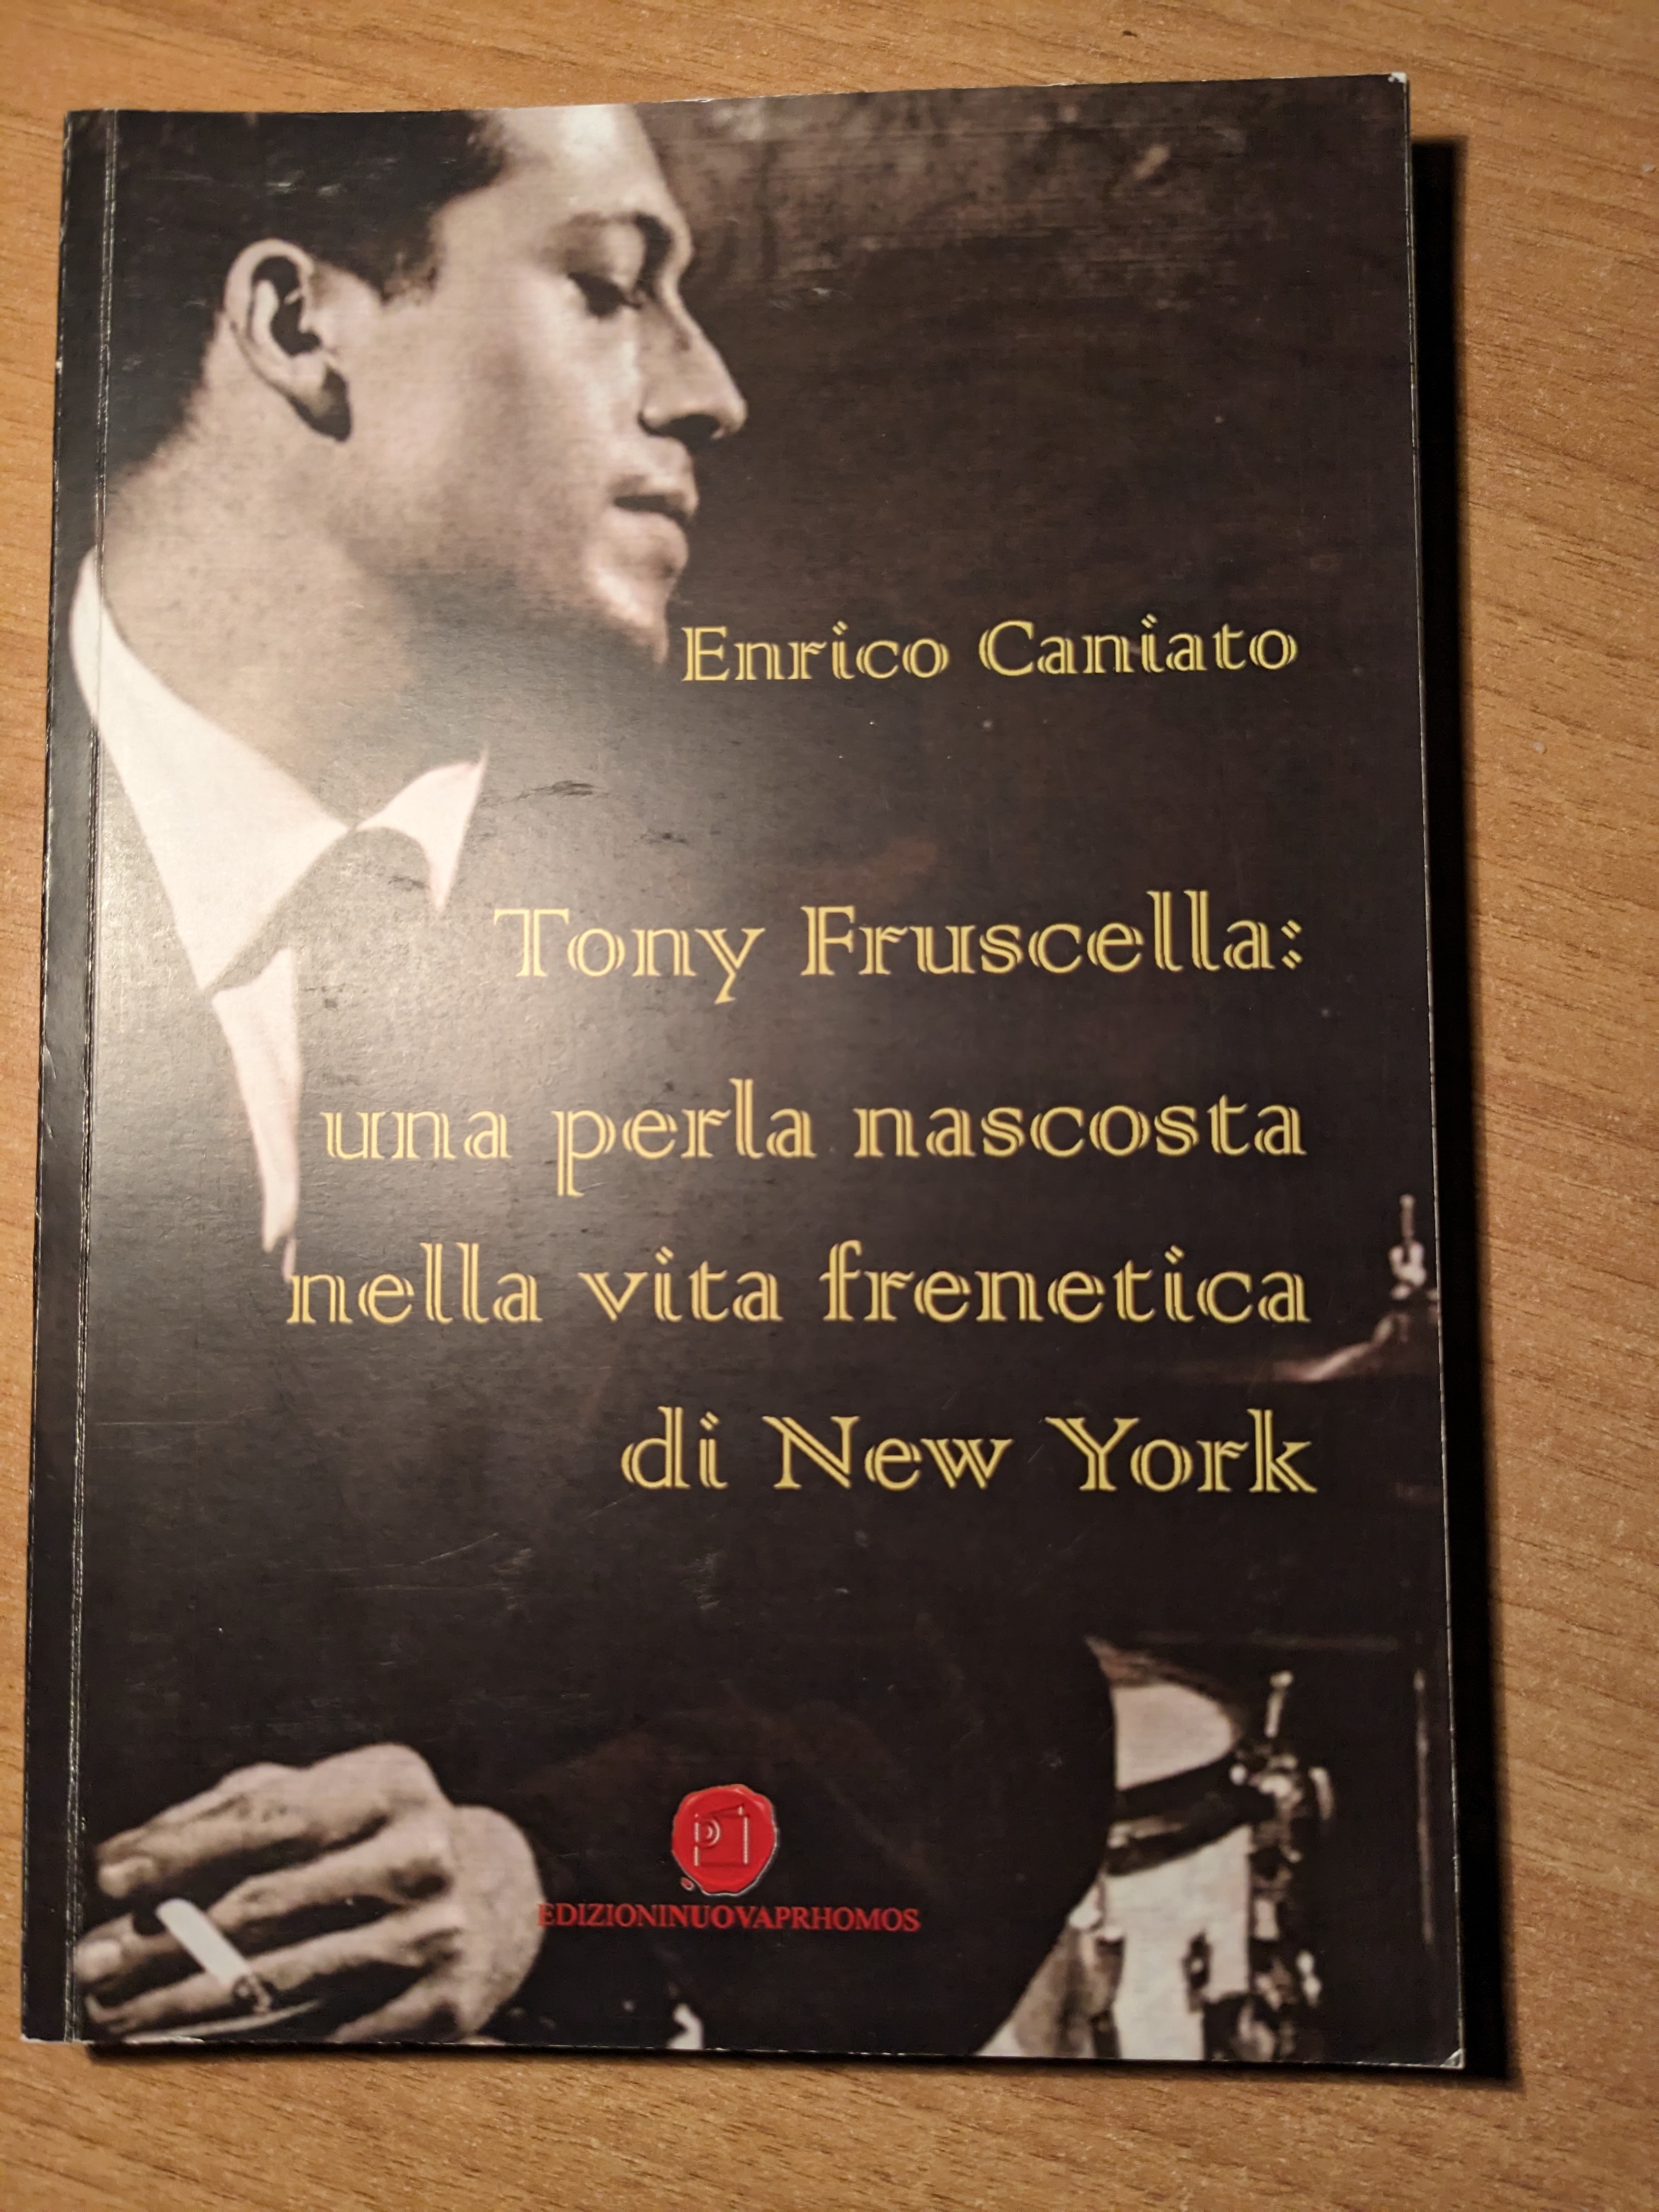 Enrico Caniato
Tony Fruscella:
una perla nascosta
nella vita frenetica
di New York
EDIZIONINUOVAPRHOMOS